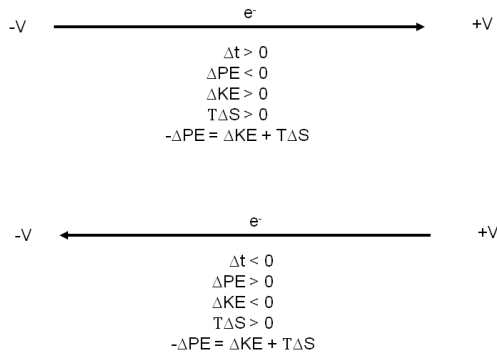 e-
-V +V
Δt > 0
ΔPE < 0
ΔKE > 0
TΔS > 0
-ΔPE = ΔKE + TΔS
e-
-V +V
Δt < 0
ΔPE > 0
ΔKE < 0
TΔS > 0
-ΔPE = ΔKE + TΔS